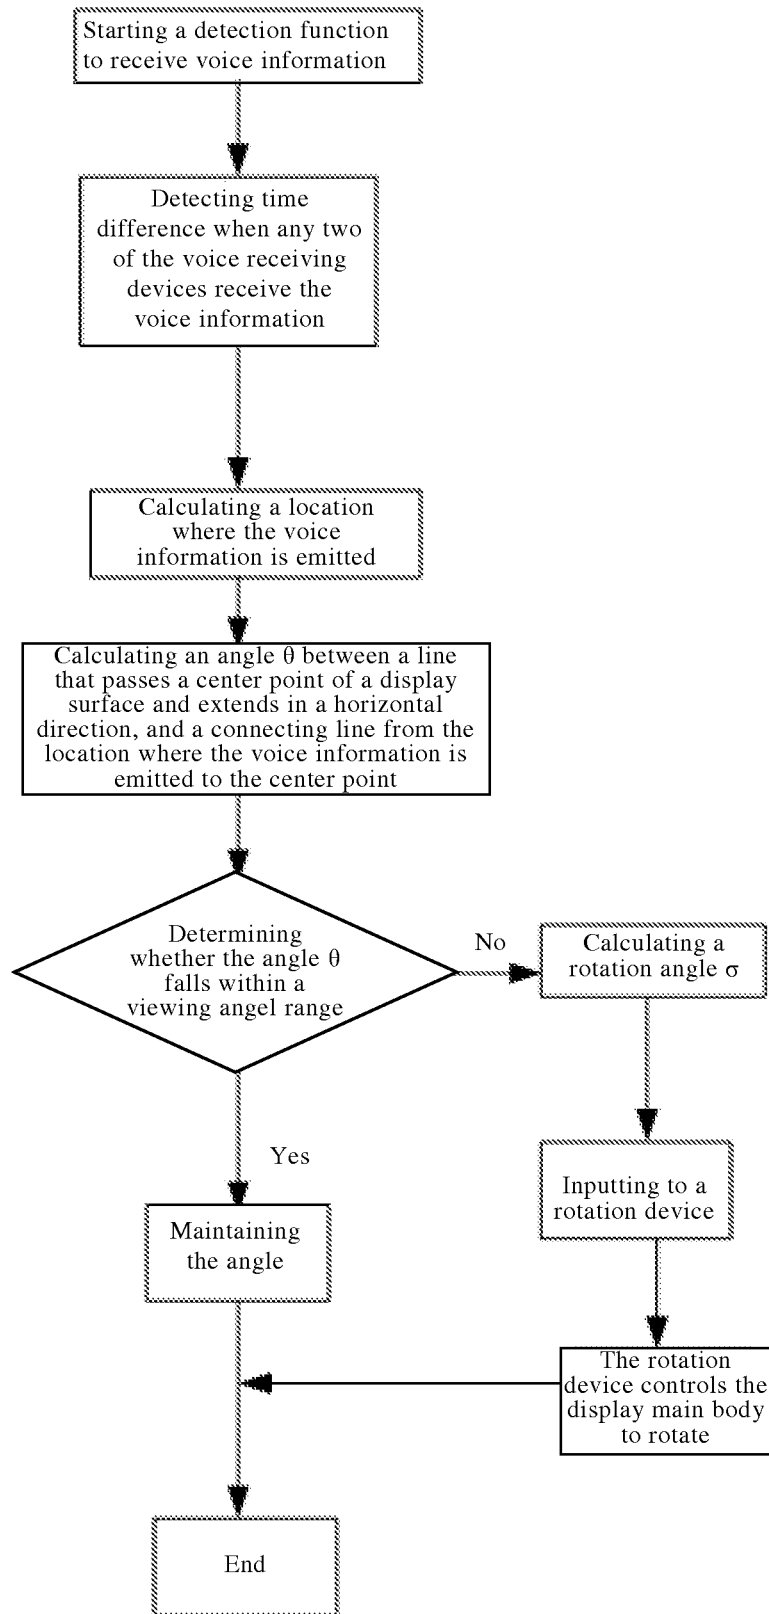 Starting a detection function
to receive voice information
Detecting time
difference when any two
of the voice receiving
devices receive the
voice information
Calculating a location
where the voice
information is emitted
Calculating an angle θ between a line
that passes a center point of a display
surface and extends in a horizontal
direction, and a connecting line from the
location where the voice information is
emitted to the center point
Determining
whether the angle θ
falls within a
viewing angel range
No
Calculating a
rotation angle σ
Yes
Inputting to a
rotation device
Maintaining
the angle
The rotation
device controls the
display main body
to rotate
End